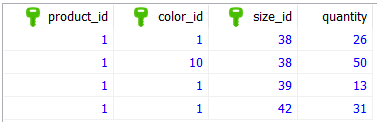 product_id color_id size_id quantity
1 1 38 26
1 10 38 50
1 1 39 13
1 1 42 31